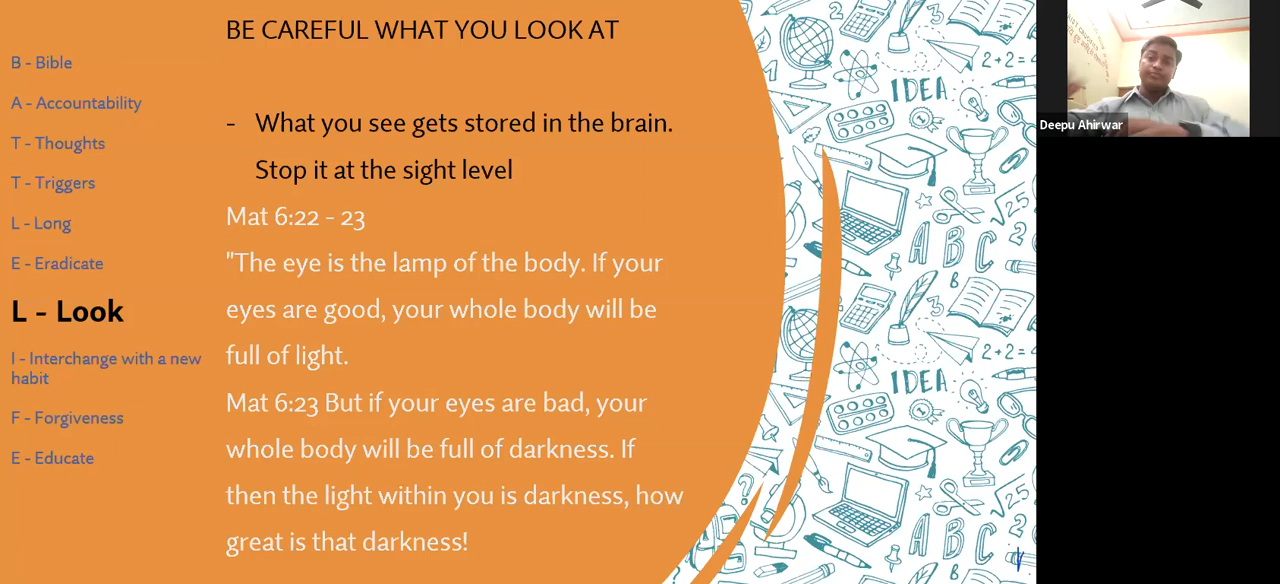 BE CAREFUL WHAT YOU LOOK AT
B - Bible
A - Accountability
T - Thoughts
T - Triggers
L - Long
E - Eradicate
L - Look
I - Interchange with a new
habit
F - Forgiveness
E - Educate
- What you see gets stored in the brain.
Stop it at the sight level
Mat 6:22 - 23
"The eye is the lamp of the body. If your
eyes are good, your whole body will be
full of light.
Mat 6:23 But if your eyes are bad, your
whole body will be full of darkness. If
then the light within you is darkness, how
great is that darkness!
IDEA
2+2=
ABC
IDEA
2+2=
ABC
Deepu Ahirwar